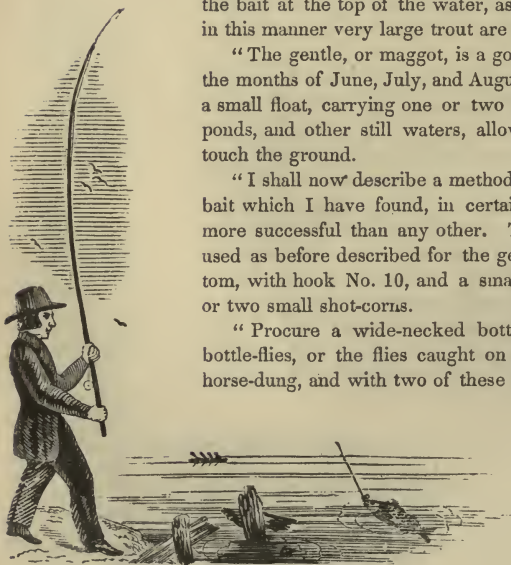 the bait at the top of the water, as
in this manner very large trout are
“ The gentle, or maggot, is a go
the months of June, July, and Augu
a small float, carrying one or two
ponds, and other still waters, allow
touch the ground.
“ I shall now describe a method
bait which I have found, in certai
more successful than any other. T
used as before described for the ge
tom, with hook No. 10, and a sma
or two small shot-corns.
“ Procure a wide-necked bott
bottle-flies, or the flies caught on
horse-dung, and with two of these